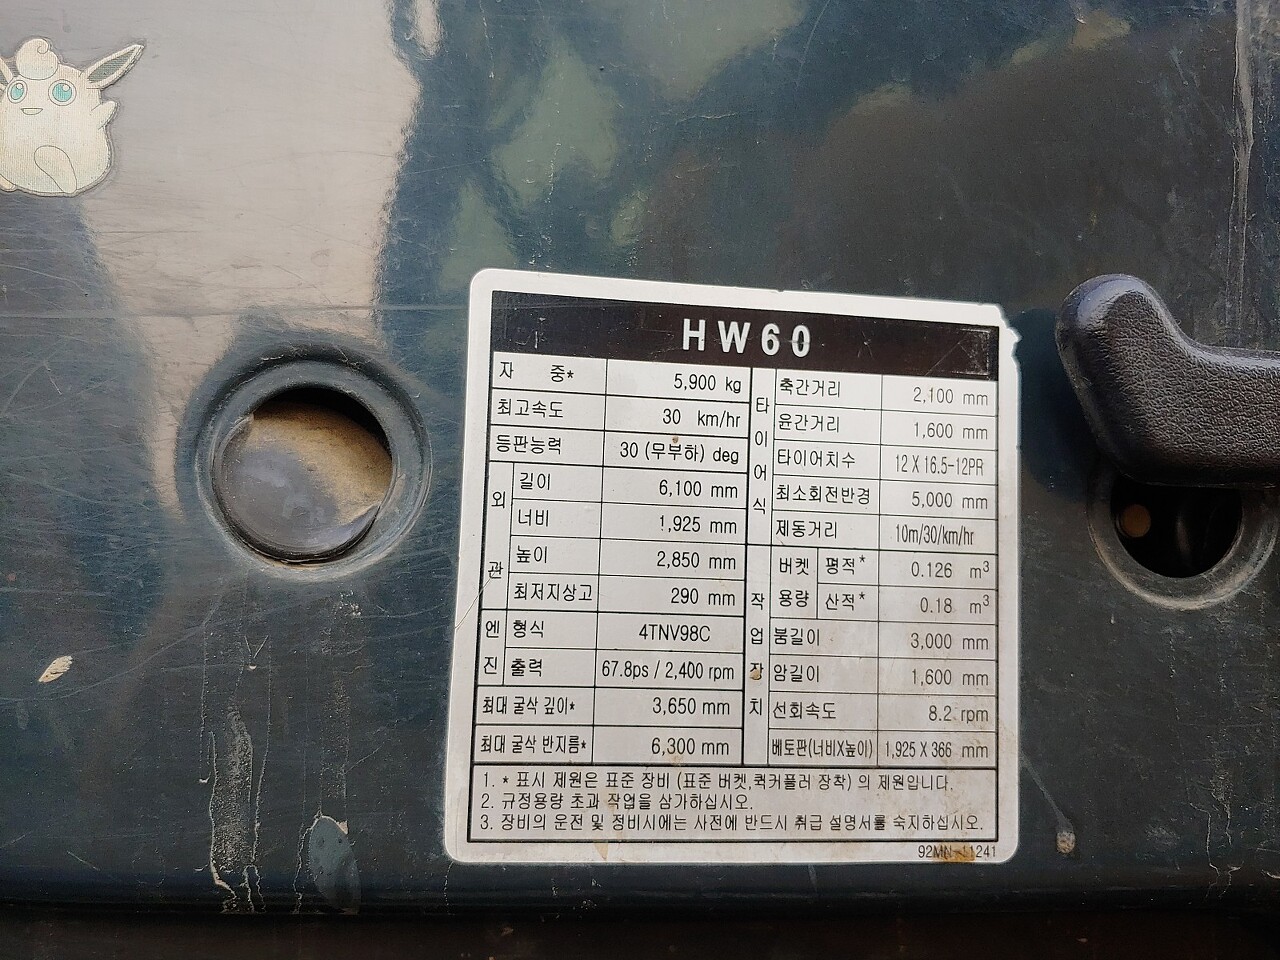 HW60
자 중* 5,900 kg
최고속도 30 km/hr
등판능력 30 (무부하) deg
외관
길이 6,100 mm
너비 1,925 mm
높이 2,850 mm
최저지상고 290 mm
엔진
형식 4TNV98C
출력 67.8ps / 2,400 rpm
최대 굴삭 깊이* 3,650 mm
최대 굴삭 반지름* 6,300 mm
타이어식
축간거리 2,100 mm
윤간거리 1,600 mm
타이어치수 12 X 16.5-12PR
최소회전반경 5,000 mm
제동거리 10m/30/km/hr
작업장치
버켓용량 평적* 0.126 m³
산적* 0.18 m³
붐길이 3,000 mm
암길이 1,600 mm
선회속도 8.2 rpm
베토판(너비X높이) 1,925 X 366 mm
1. * 표시 제원은 표준 장비 (표준 버켓,퀵커플러 장착) 의 제원입니다.
2. 규정용량 초과 작업을 삼가하십시오.
3. 장비의 운전 및 정비시에는 사전에 반드시 취급 설명서를 숙지하십시오.
92MN-11241